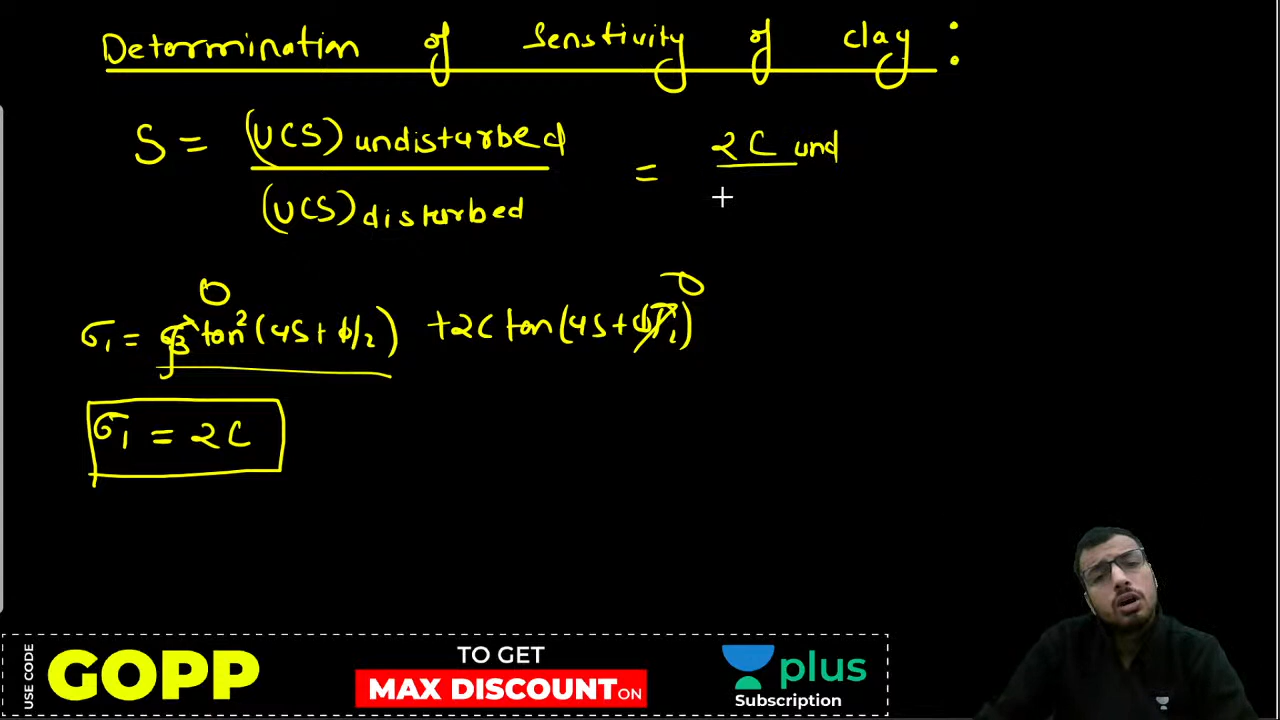 Determination of Senstivity of clay :
S = (UCS) undisturbed / (UCS) disturbed = 2C und
σ₁ = σ₃ tan² (45+ϕ/2) + 2C tan (45+ϕ/2)
0 0
σ₁ = 2C
USE CODE
GOPP
TO GET
MAX DISCOUNT ON
plus
Subscription